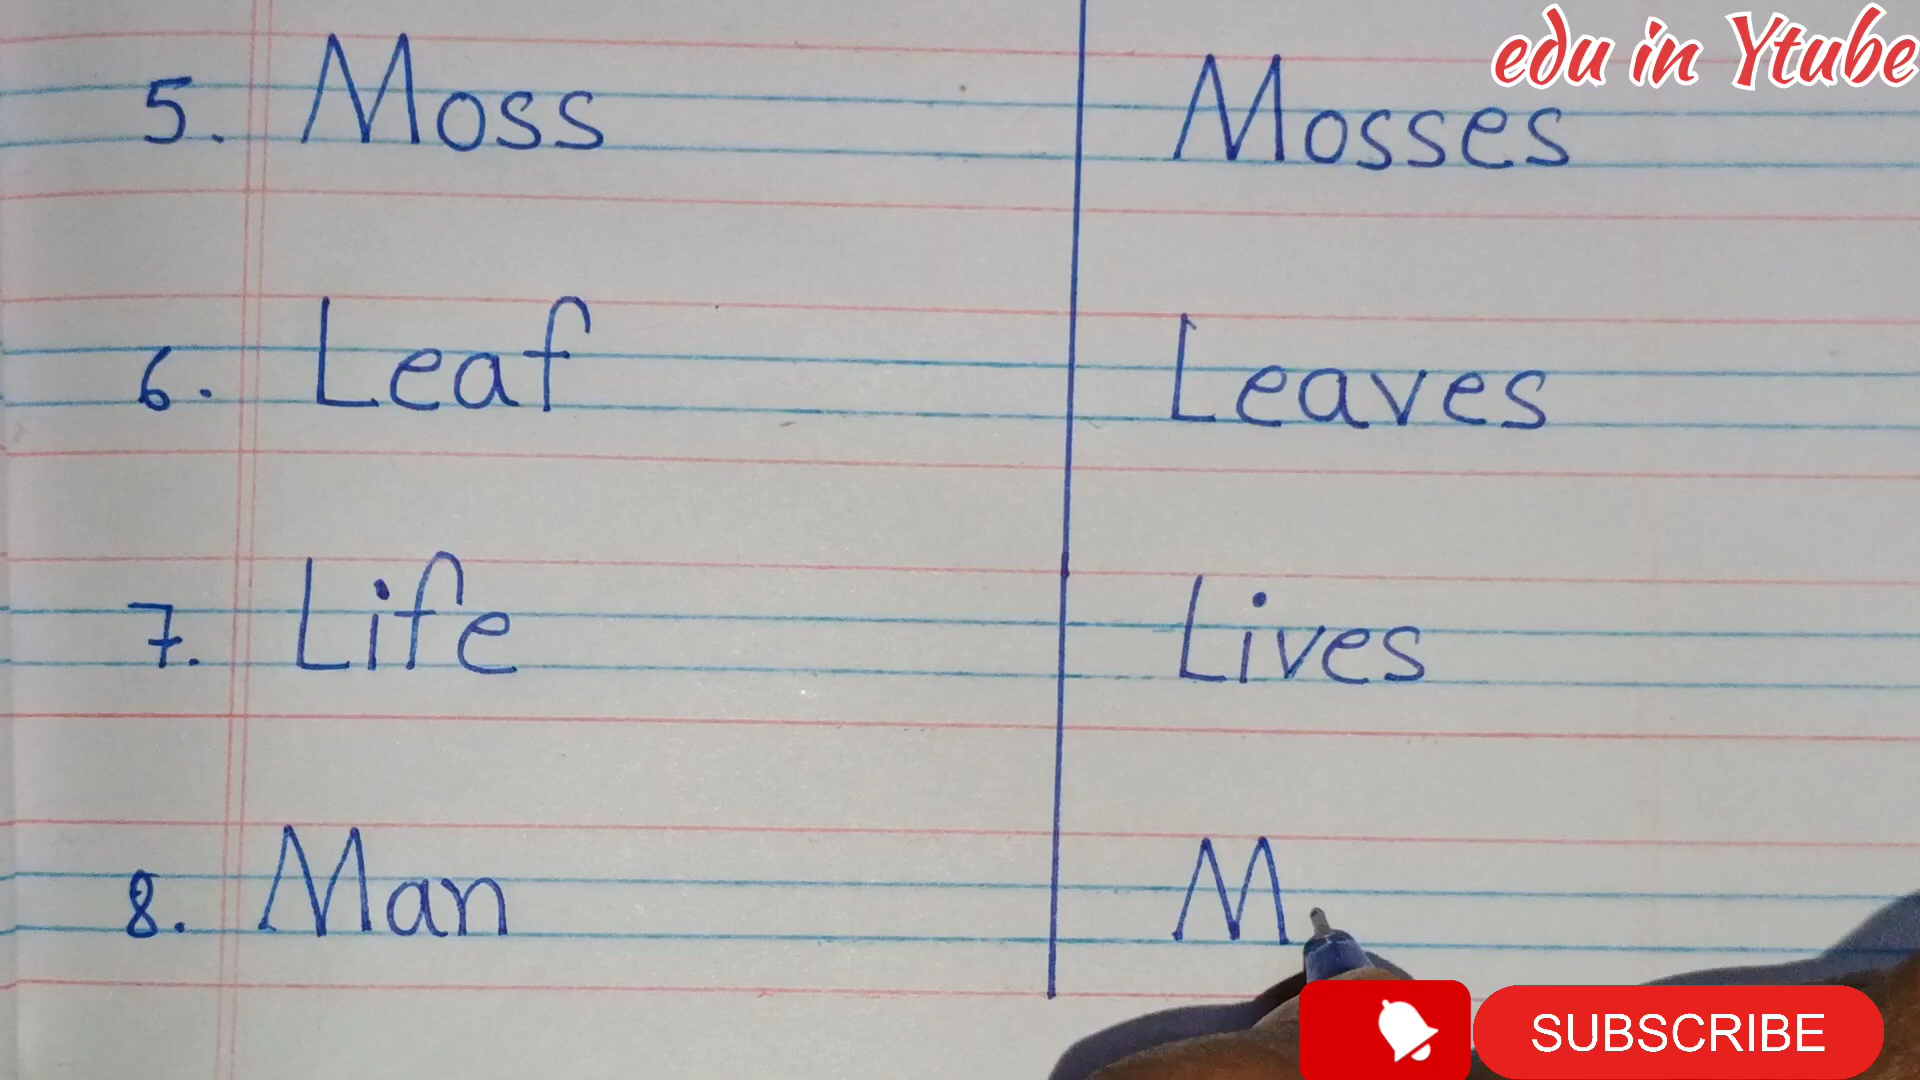 edu in Ytube
5. Moss Mosses
6. Leaf Leaves
7. Life Lives
8. Man M
SUBSCRIBE